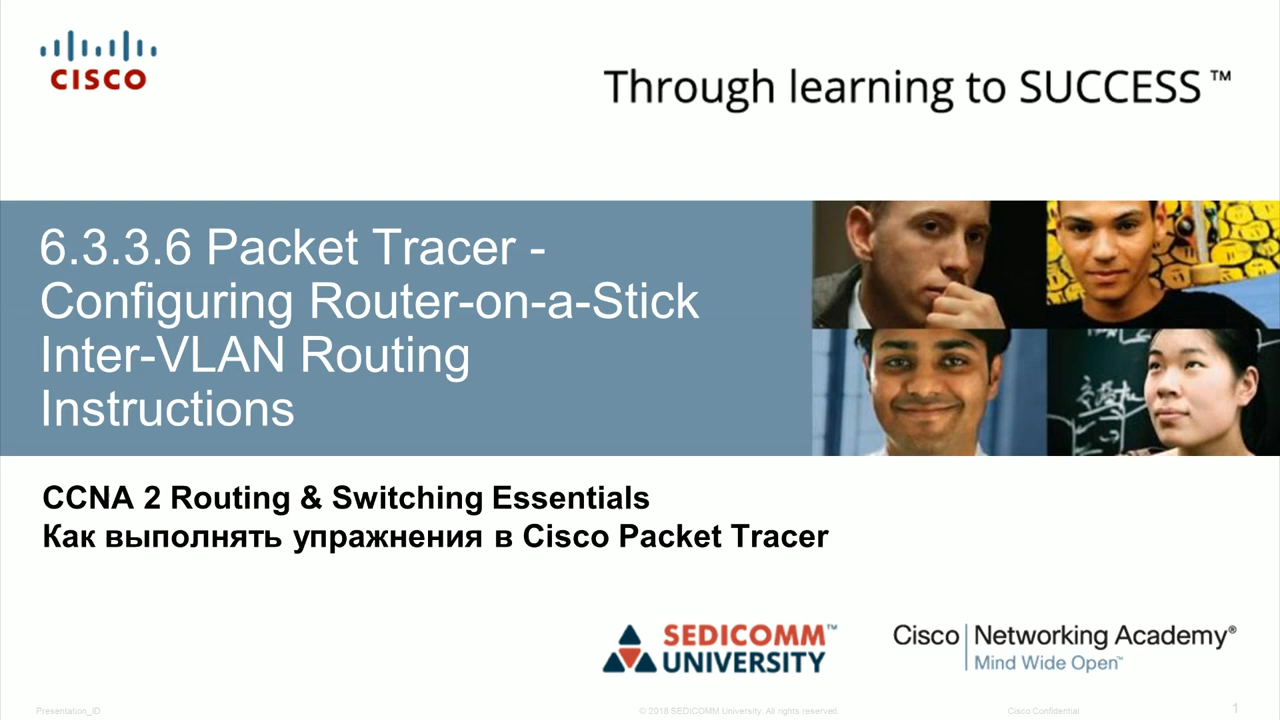 CISCO
Through learning to SUCCESS™
6.3.3.6 Packet Tracer -
Configuring Router-on-a-Stick
Inter-VLAN Routing
Instructions
CCNA 2 Routing & Switching Essentials
Как выполнять упражнения в Cisco Packet Tracer
SEDICOMM™
UNIVERSITY
Cisco Networking Academy®
Mind Wide Open™
Presentation_ID
© 2018 SEDICOMM University. All rights reserved.
Cisco Confidential
1